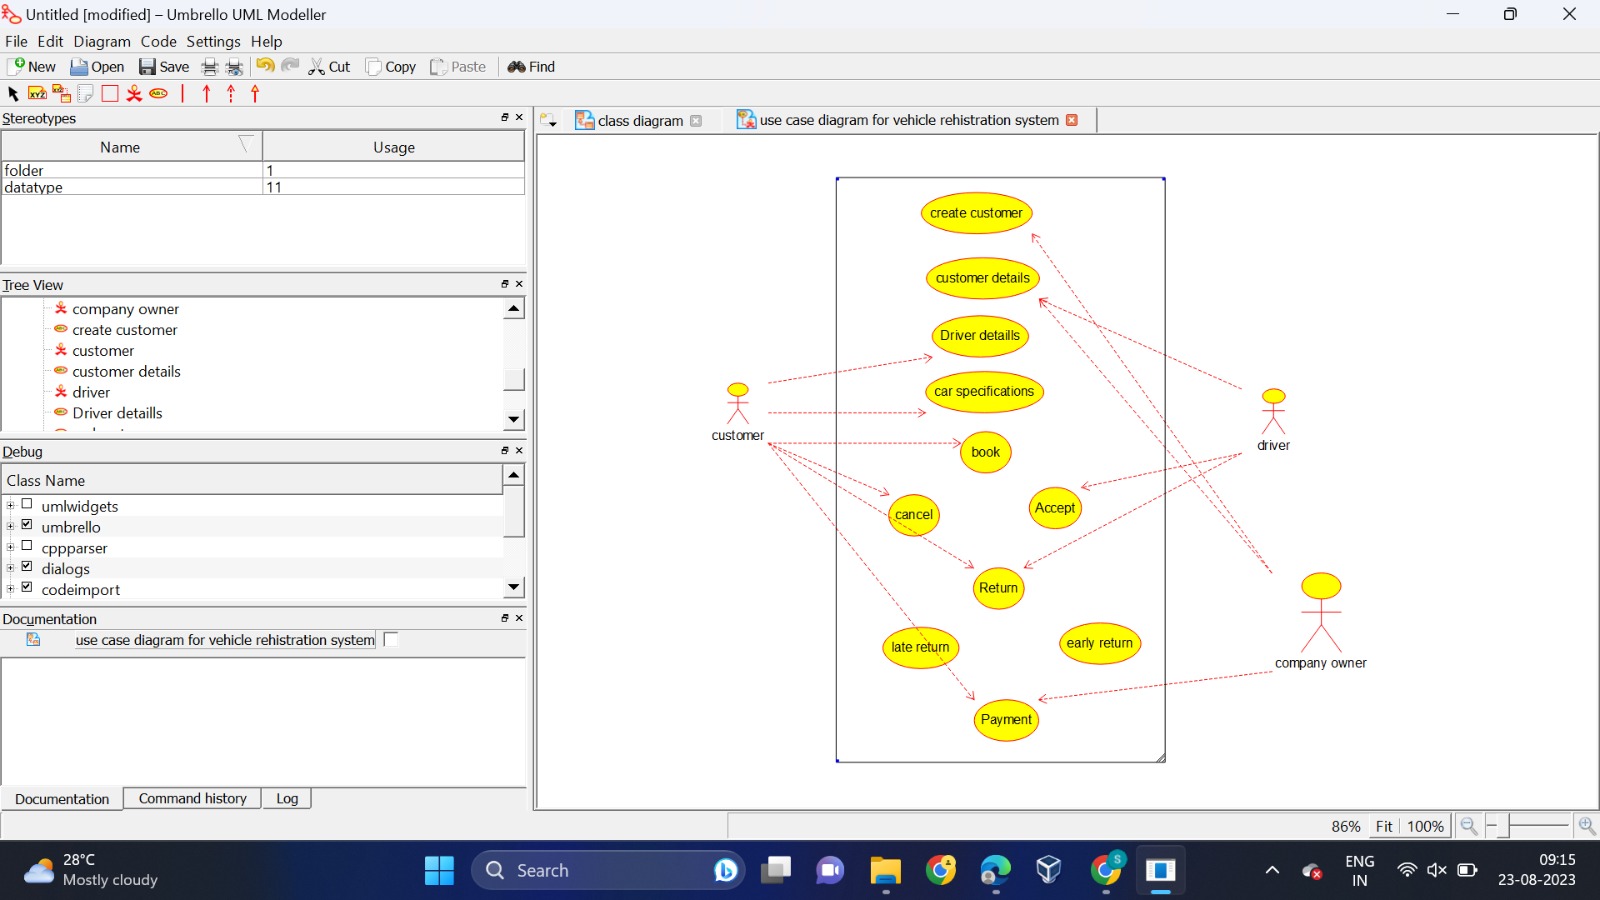 Untitled [modified] – Umbrello UML Modeller
File Edit Diagram Code Settings Help
New Open Save Cut Copy Paste Find
XYZ XYZ ABC
Stereotypes
Name Usage
folder 1
datatype 11
Tree View
company owner
create customer
customer
customer details
driver
Driver detaills
Debug
Class Name
umlwidgets
umbrello
cppparser
dialogs
codeimport
Documentation
use case diagram for vehicle rehistration system
Documentation Command history Log
class diagram use case diagram for vehicle rehistration system
create customer
customer details
Driver detaills
car specifications
customer
driver
book
cancel
Accept
Return
late return
early return
company owner
Payment
86% Fit 100%
28°C
Mostly cloudy
Search
S
ENG
IN
09:15
23-08-2023